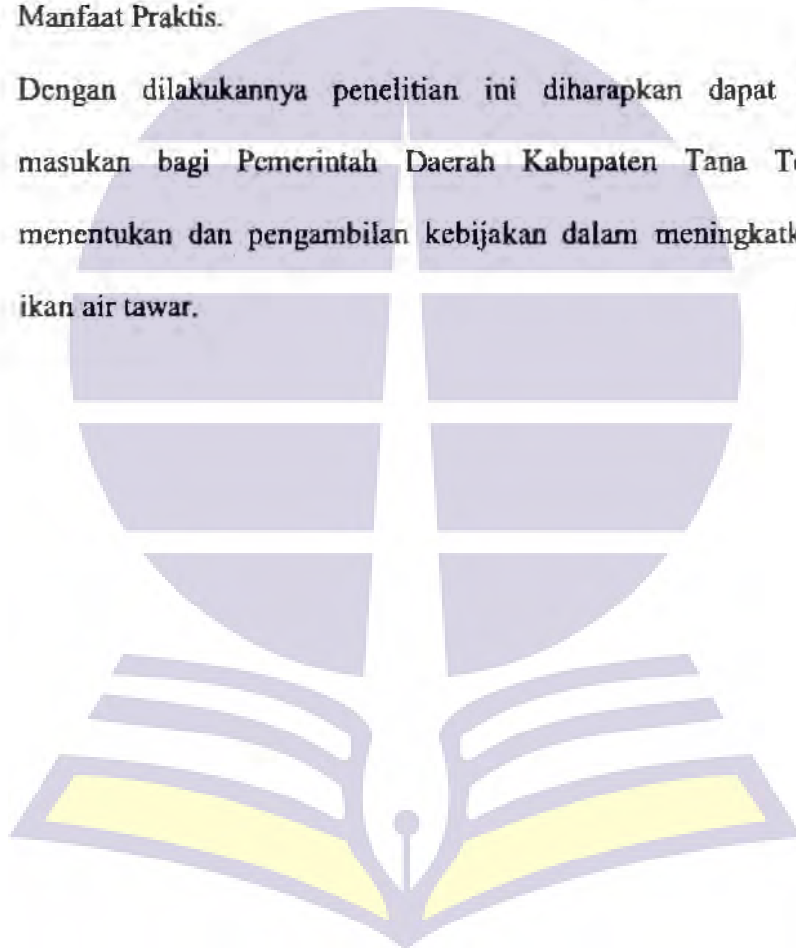 Manfaat Praktis.
Dengan dilakukannya penelitian ini diharapkan dapat
masukan bagi Pemerintah Daerah Kabupaten Tana
menentukan dan pengambilan kebijakan dalam
ikan air tawar.